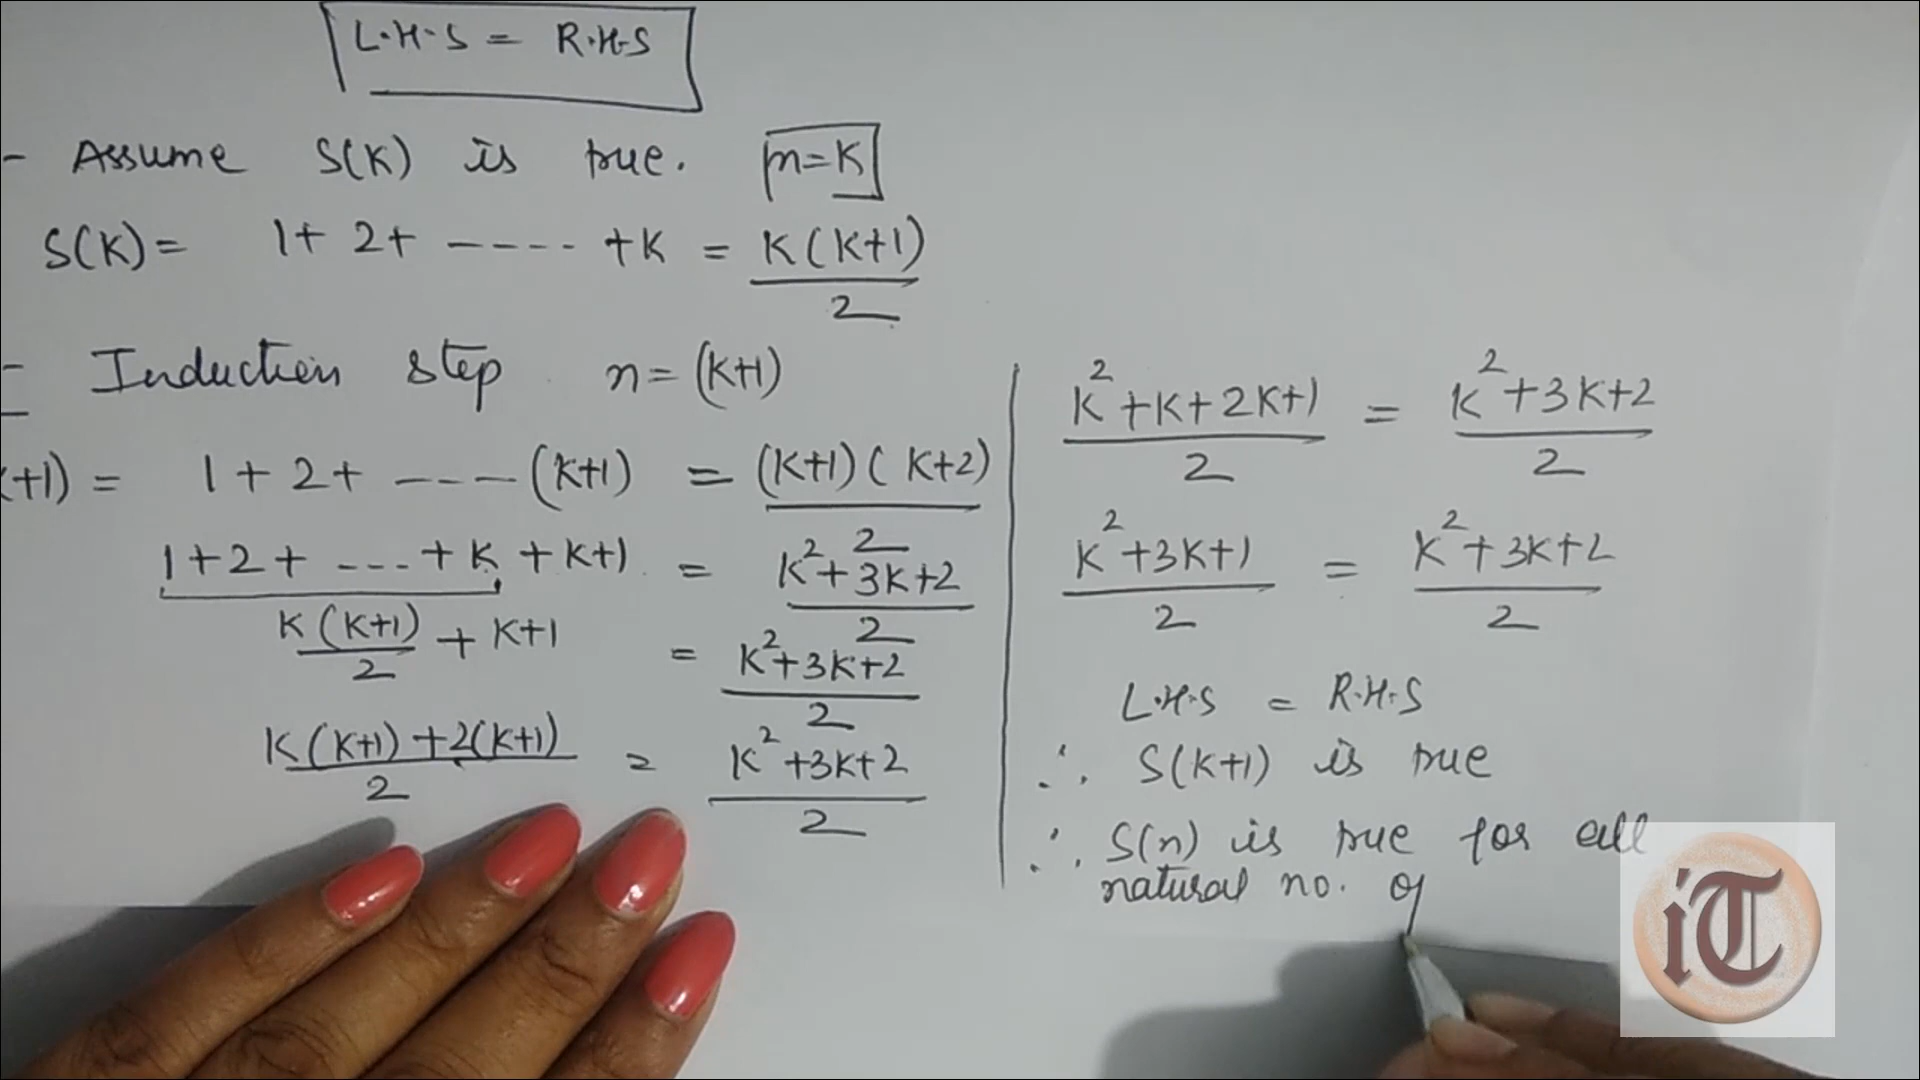 L.H.S = R.H.S
- Assume S(K) is true. n=K
S(K)= 1+ 2+ ----- +K = K(K+1)/2
- Induction step n=(K+1)
K+1)= 1+2+ ----(K+1) = (K+1)(K+2)/2
1+2+ ---+K +K+1 = K²+3K+2/2
K(K+1)/2 + K+1 = K²+3K+2/2
K(K+1)+2(K+1)/2 = K²+3K+2/2
K²+K+2K+1/2 = K²+3K+2/2
K²+3K+1/2 = K²+3K+2/2
L.H.S = R.H.S
∴ S(K+1) is true
∴ S(n) is true for all
natural no. of
iT